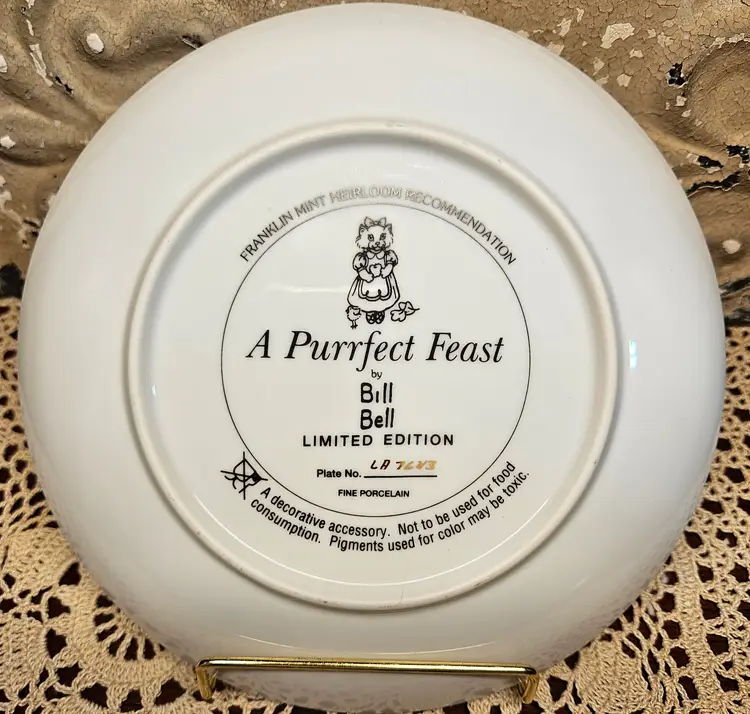 FRANKLIN MINT HEIRLOOM RECOMMENDATION
A Purrfect Feast
by
Bill
Bell
LIMITED EDITION
Plate No. LA
FINE PORCELAIN
A decorative accessory. Not to be used for food
consumption. Pigments used for color may be toxic.